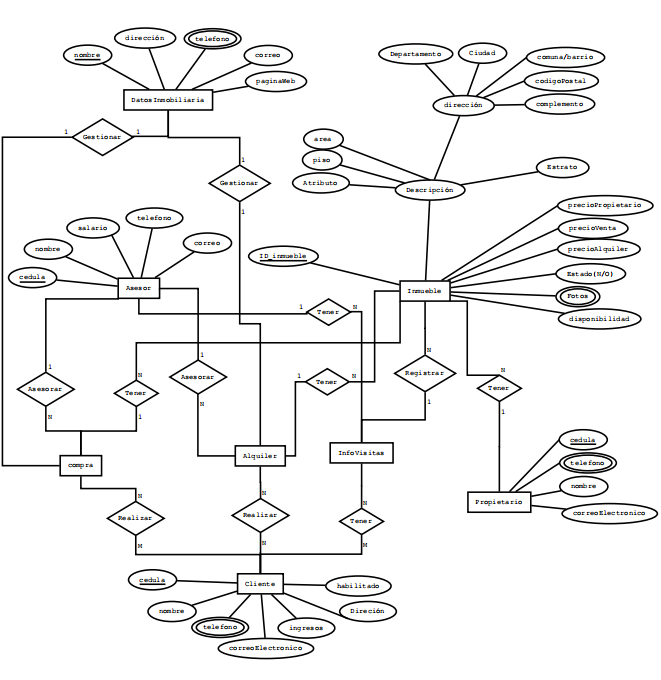 nombre
dirección
telefono
correo
paginaWeb
DatosInmobiliaria
Departamento
Ciudad
comuna/barrio
codigoPostal
complemento
dirección
1
Gestionar
1
1
Gestionar
1
area
piso
Atributo
Descripción
Estrato
cedula
nombre
salario
telefono
correo
Asesor
ID_inmueble
Inmueble
precioPropietario
precioVenta
precioAlquiler
Estado(N/O)
Fotos
disponibilidad
1
Tener
N
1
Asesorar
N
N
Tener
1
1
Asesorar
N
1
Tener
N
N
Registrar
1
N
Tener
1
compra
Alquiler
InfoVisitas
cedula
telefono
nombre
correoElectronico
Propietario
N
Realizar
M
N
Realizar
N
N
Tener
M
cedula
nombre
telefono
correoElectronico
ingresos
Direción
habilitado
Cliente